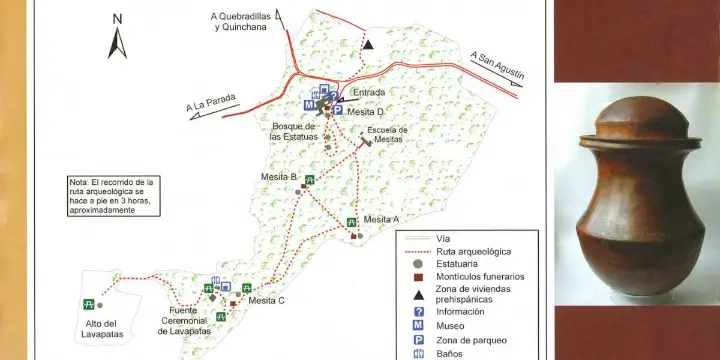 N
A Quebradillas
y Quinchana
A San Agustín
A La Parada
Entrada
M
?
P
Mesita D
Bosque de
las Estatuas
Escuela de
Mesitas
Mesita B
Nota: El recorrido de la
ruta arqueológica se
hace a pie en 3 horas,
aproximadamente
Mesita A
Mesita C
Fuente
Ceremonial
de Lavapatas
Alto del
Lavapatas
Vía
Ruta arqueológica
Estatuaria
Montículos funerarios
Zona de viviendas
prehispánicas
? Información
M Museo
P Zona de parqueo
Baños